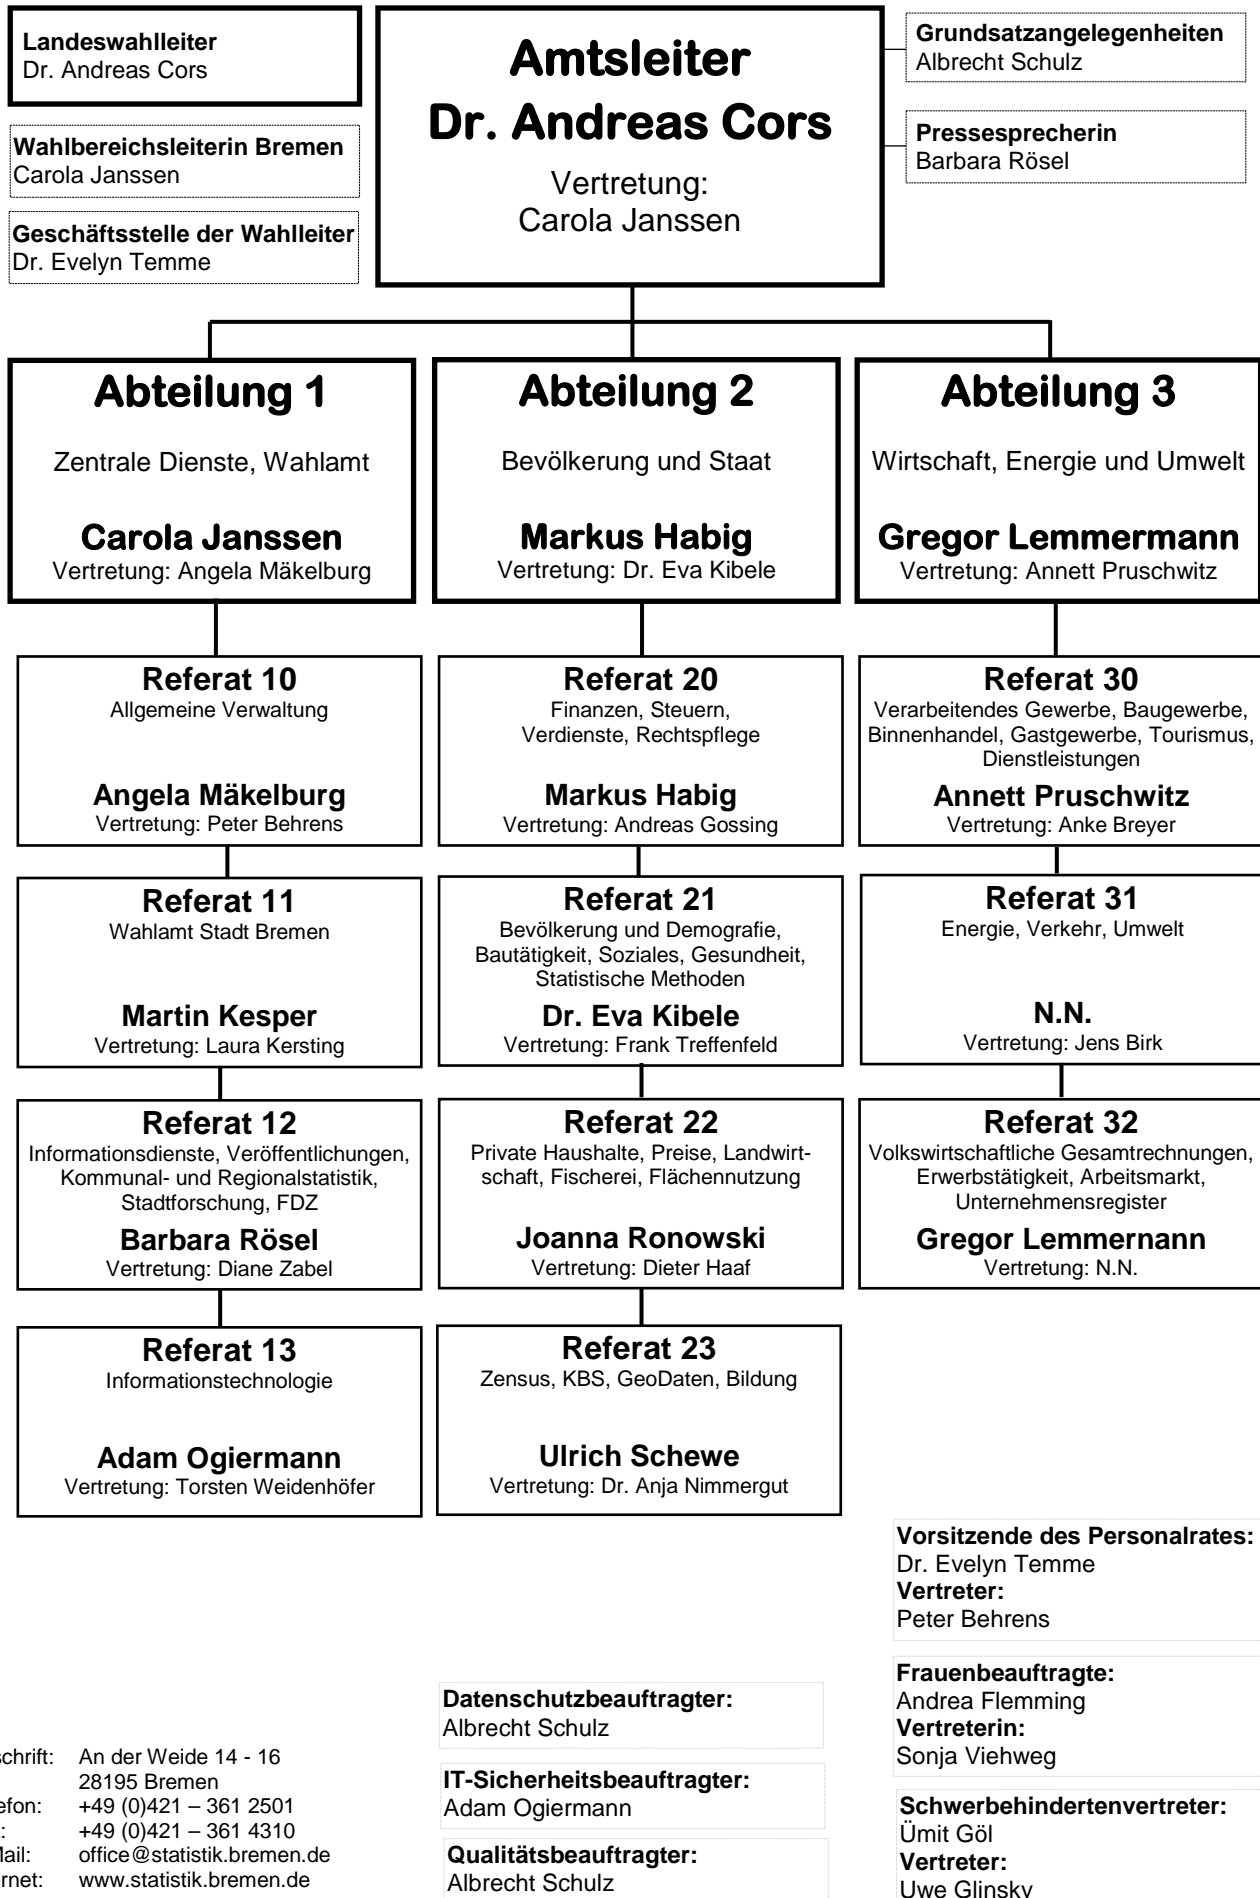 Landeswahlleiter
Dr. Andreas Cors
Wahlbereichsleiterin Bremen
Carola Janssen
Geschäftsstelle der Wahlleiter
Dr. Evelyn Temme
Amtsleiter
Dr. Andreas Cors
Vertretung:
Carola Janssen
Grundsatzangelegenheiten
Albrecht Schulz
Pressesprecherin
Barbara Rösel
Abteilung 1
Zentrale Dienste, Wahlamt
Carola Janssen
Vertretung: Angela Mäkelburg
Abteilung 2
Bevölkerung und Staat
Markus Habig
Vertretung: Dr. Eva Kibele
Abteilung 3
Wirtschaft, Energie und Umwelt
Gregor Lemmermann
Vertretung: Annett Pruschwitz
Referat 10
Allgemeine Verwaltung
Angela Mäkelburg
Vertretung: Peter Behrens
Referat 20
Finanzen, Steuern,
Verdienste, Rechtspflege
Markus Habig
Vertretung: Andreas Gossing
Referat 30
Verarbeitendes Gewerbe, Baugewerbe,
Binnenhandel, Gastgewerbe, Tourismus,
Dienstleistungen
Annett Pruschwitz
Vertretung: Anke Breyer
Referat 11
Wahlamt Stadt Bremen
Martin Kesper
Vertretung: Laura Kersting
Referat 21
Bevölkerung und Demografie,
Bautätigkeit, Soziales, Gesundheit,
Statistische Methoden
Dr. Eva Kibele
Vertretung: Frank Treffenfeld
Referat 31
Energie, Verkehr, Umwelt
N.N.
Vertretung: Jens Birk
Referat 12
Informationsdienste, Veröffentlichungen,
Kommunal- und Regionalstatistik,
Stadtforschung, FDZ
Barbara Rösel
Vertretung: Diane Zabel
Referat 22
Private Haushalte, Preise, Landwirt-
schaft, Fischerei, Flächennutzung
Joanna Ronowski
Vertretung: Dieter Haaf
Referat 32
Volkswirtschaftliche Gesamtrechnungen,
Erwerbstätigkeit, Arbeitsmarkt,
Unternehmensregister
Gregor Lemmernann
Vertretung: N.N.
Referat 13
Informationstechnologie
Adam Ogiermann
Vertretung: Torsten Weidenhöfer
Referat 23
Zensus, KBS, GeoDaten, Bildung
Ulrich Schewe
Vertretung: Dr. Anja Nimmergut
Vorsitzende des Personalrates:
Dr. Evelyn Temme
Vertreter:
Peter Behrens
Frauenbeauftragte:
Andrea Flemming
Vertreterin:
Sonja Viehweg
Schwerbehindertenvertreter:
Ümit Göl
Vertreter:
Uwe Glinsky
Datenschutzbeauftragter:
Albrecht Schulz
IT-Sicherheitsbeauftragter:
Adam Ogiermann
Qualitätsbeauftragter:
Albrecht Schulz
An der Weide 14 - 16
28195 Bremen
+49 (0)421 – 361 2501
+49 (0)421 – 361 4310
office@statistik.bremen.de
www.statistik.bremen.de